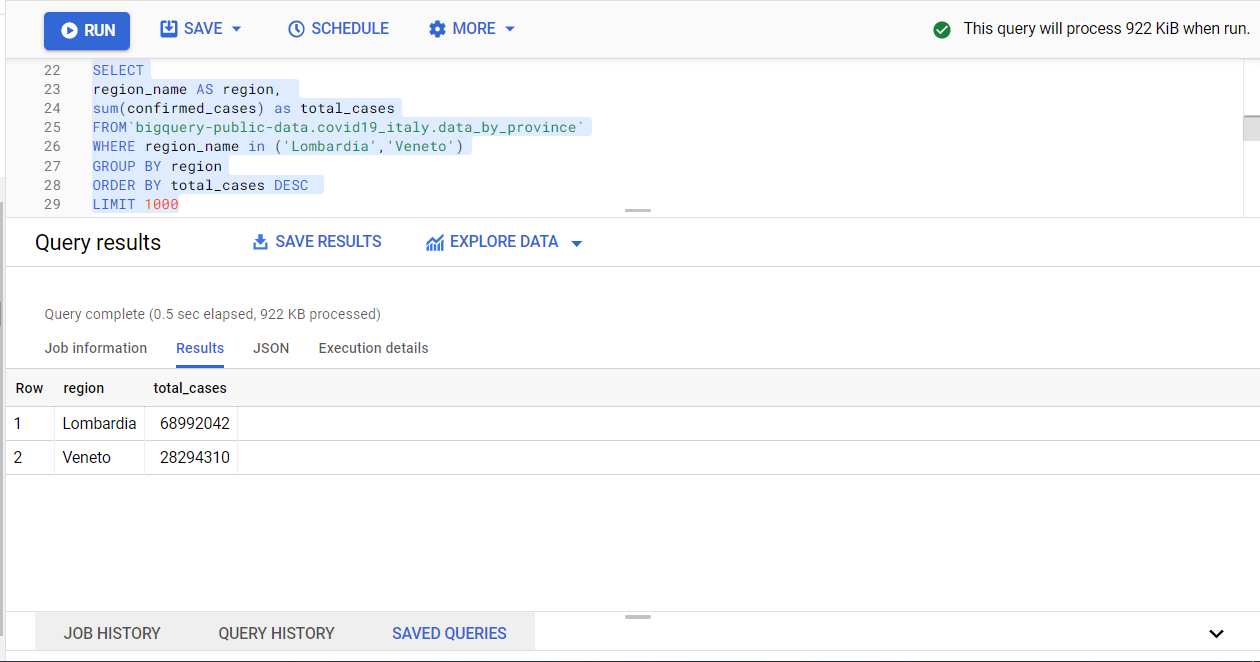 RUN SAVE SCHEDULE MORE This query will process 922 KiB when run.
22 SELECT
23 region_name AS region,
24 sum(confirmed_cases) as total_cases
25 FROM`bigquery-public-data.covid19_italy.data_by_province`
26 WHERE region_name in ('Lombardia','Veneto')
27 GROUP BY region
28 ORDER BY total_cases DESC
29 LIMIT 1000
Query results SAVE RESULTS EXPLORE DATA
Query complete (0.5 sec elapsed, 922 KB processed)
Job information Results JSON Execution details
Row region total_cases
1 Lombardia 68992042
2 Veneto 28294310
JOB HISTORY QUERY HISTORY SAVED QUERIES